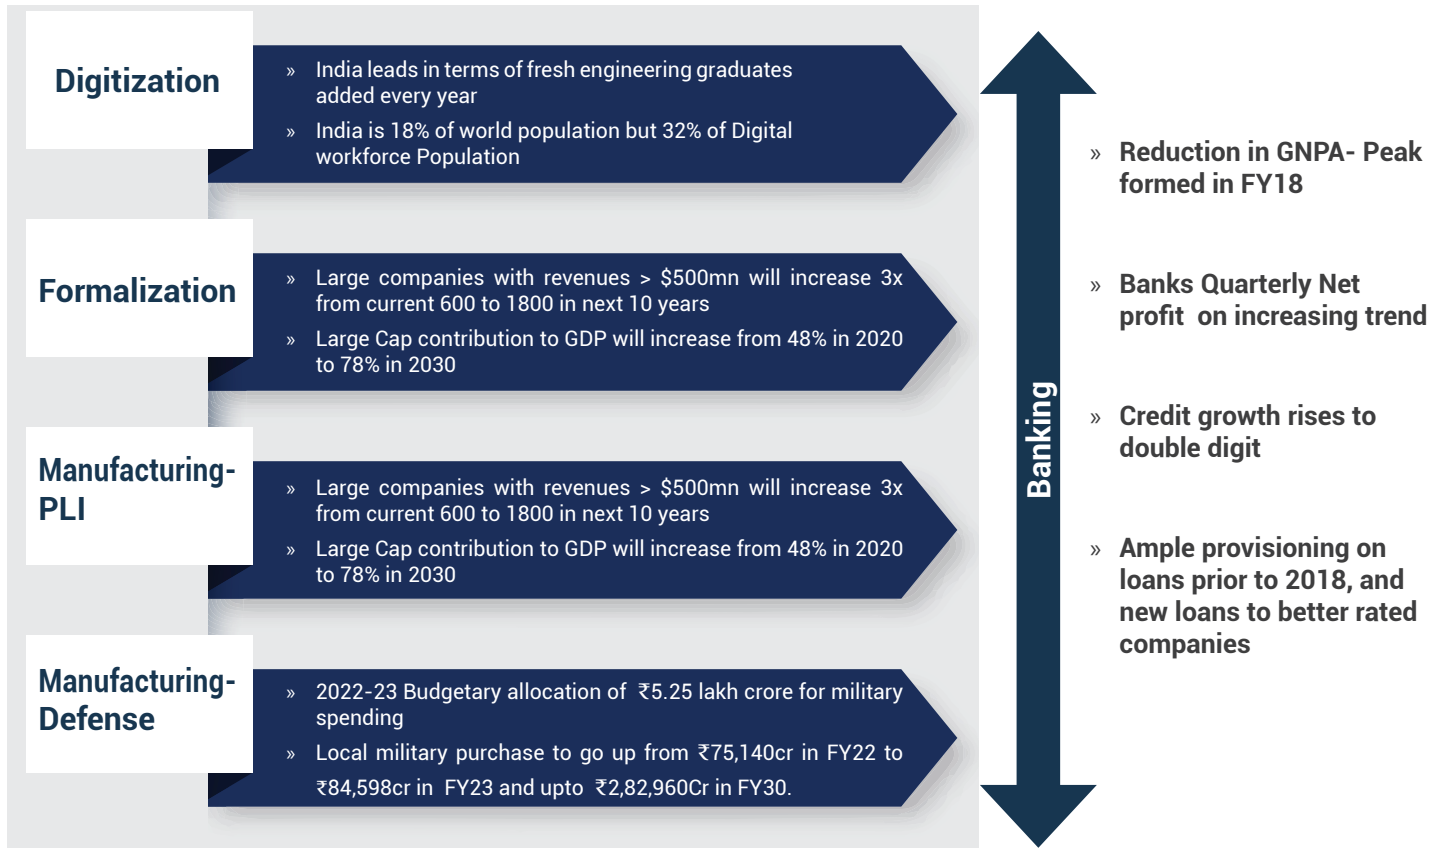 Digitization
» India leads in terms of fresh engineering graduates
added every year
» India is 18% of world population but 32% of Digital
workforce Population
Formalization
» Large companies with revenues > $500mn will increase 3x
from current 600 to 1800 in next 10 years
» Large Cap contribution to GDP will increase from 48% in 2020
to 78% in 2030
Manufacturing-
PLI
» Large companies with revenues > $500mn will increase 3x
from current 600 to 1800 in next 10 years
» Large Cap contribution to GDP will increase from 48% in 2020
to 78% in 2030
Manufacturing-
Defense
» 2022-23 Budgetary allocation of ₹5.25 lakh crore for military
spending
» Local military purchase to go up from ₹75,140cr in FY22 to
₹84,598cr in FY23 and upto ₹2,82,960Cr in FY30.
Banking
» Reduction in GNPA- Peak
formed in FY18
» Banks Quarterly Net
profit on increasing trend
» Credit growth rises to
double digit
» Ample provisioning on
loans prior to 2018, and
new loans to better rated
companies